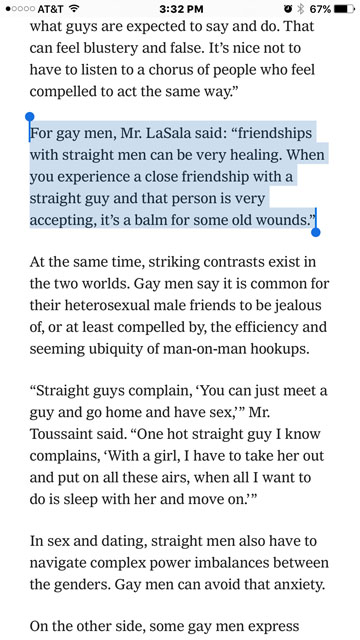 AT&T 3:32 PM 67%
what guys are expected to say and do. That
can feel blustery and false. It’s nice not to
have to listen to a chorus of people who feel
compelled to act the same way.”
For gay men, Mr. LaSala said: “friendships
with straight men can be very healing. When
you experience a close friendship with a
straight guy and that person is very
accepting, it’s a balm for some old wounds.”
At the same time, striking contrasts exist in
the two worlds. Gay men say it is common for
their heterosexual male friends to be jealous
of, or at least compelled by, the efficiency and
seeming ubiquity of man-on-man hookups.
“Straight guys complain, ‘You can just meet a
guy and go home and have sex,’” Mr.
Toussaint said. “One hot straight guy I know
complains, ‘With a girl, I have to take her out
and put on all these airs, when all I want to
do is sleep with her and move on.’”
In sex and dating, straight men also have to
navigate complex power imbalances between
the genders. Gay men can avoid that anxiety.
On the other side, some gay men express